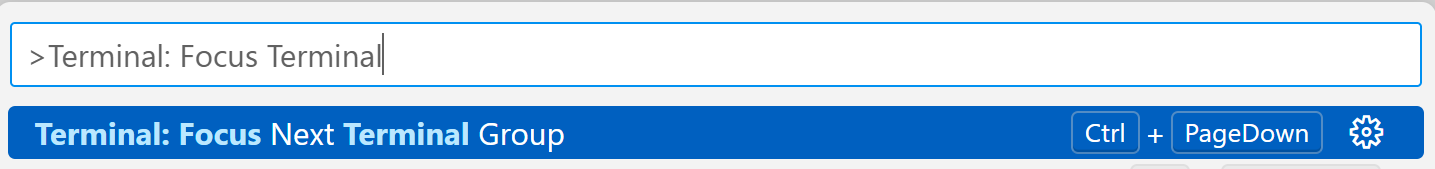 >Terminal: Focus Terminal
Terminal: Focus Next Terminal Group Ctrl + PageDown